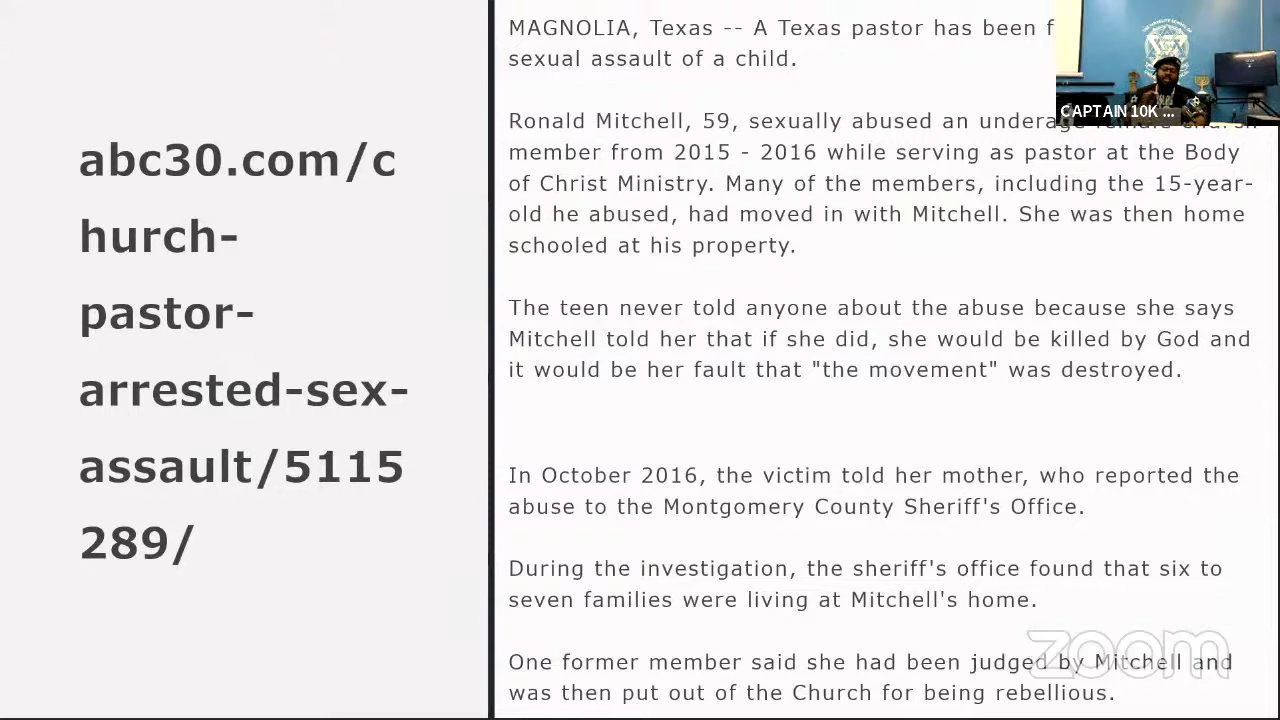 abc30.com/c
hurch-
pastor-
arrested-sex-
assault/5115
289/
MAGNOLIA, Texas -- A Texas pastor has been f
sexual assault of a child.
Ronald Mitchell, 59, sexually abused an underage female church
member from 2015 - 2016 while serving as pastor at the Body
of Christ Ministry. Many of the members, including the 15-year-
old he abused, had moved in with Mitchell. She was then home
schooled at his property.
The teen never told anyone about the abuse because she says
Mitchell told her that if she did, she would be killed by God and
it would be her fault that "the movement" was destroyed.
In October 2016, the victim told her mother, who reported the
abuse to the Montgomery County Sheriff's Office.
During the investigation, the sheriff's office found that six to
seven families were living at Mitchell's home.
One former member said she had been judged by Mitchell and
was then put out of the Church for being rebellious.
CAPTAIN 10K ...
zoom